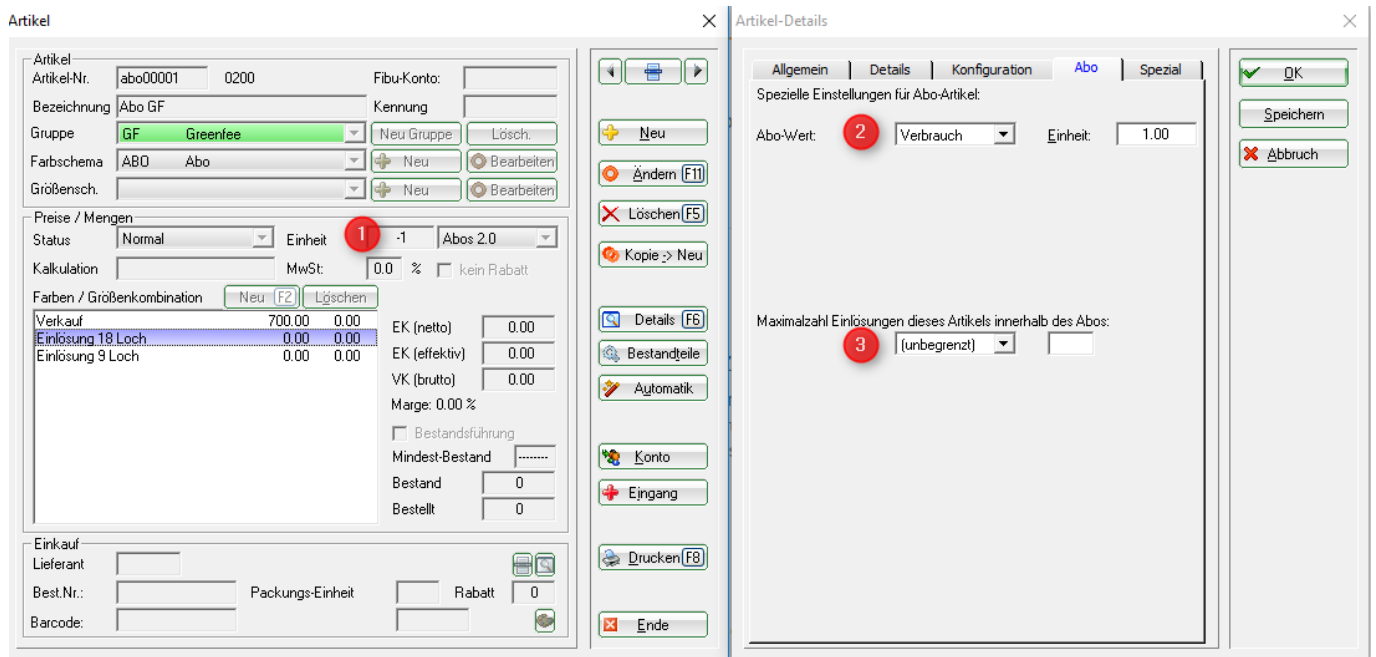 Artikel
Artikel
Artikel-Nr. abo00001 0200 Fibu-Konto:
Bezeichnung Abo GF Kennung
Gruppe GF Greenfee Neu Gruppe Lösch.
Farbschema ABO Abo Neu Bearbeiten
Größensch. Neu Bearbeiten
Preise / Mengen
Status Normal Einheit 1 -1 Abos 2.0
Kalkulation MwSt: 0.0 % kein Rabatt
Farben / Größenkombination Neu F2 Löschen
Verkauf 700.00 0.00
Einlösung 18 Loch 0.00 0.00
Einlösung 9 Loch 0.00 0.00
EK (netto) 0.00
EK (effektiv) 0.00
VK (brutto) 0.00
Marge: 0.00 %
Bestandsführung
Mindest-Bestand --------
Bestand 0
Bestellt 0
Einkauf
Lieferant
Best.Nr.: Packungs-Einheit Rabatt 0
Barcode:
Neu
Ändern F11
Löschen F5
Kopie -> Neu
Details F6
Bestandteile
Automatik
Konto
Eingang
Drucken F8
Ende
Artikel-Details
Allgemein Details Konfiguration Abo Spezial
Spezielle Einstellungen für Abo-Artikel:
Abo-Wert: 2 Verbrauch Einheit: 1.00
Maximalzahl Einlösungen dieses Artikels innerhalb des Abos:
3 (unbegrenzt)
OK
Speichern
Abbruch